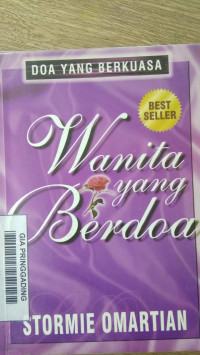 DOA YANG BERKUASA
BEST
SELLER
Wanita
yang
Berdoa
GIA PRINGGADING
STORMIE OMARTIAN